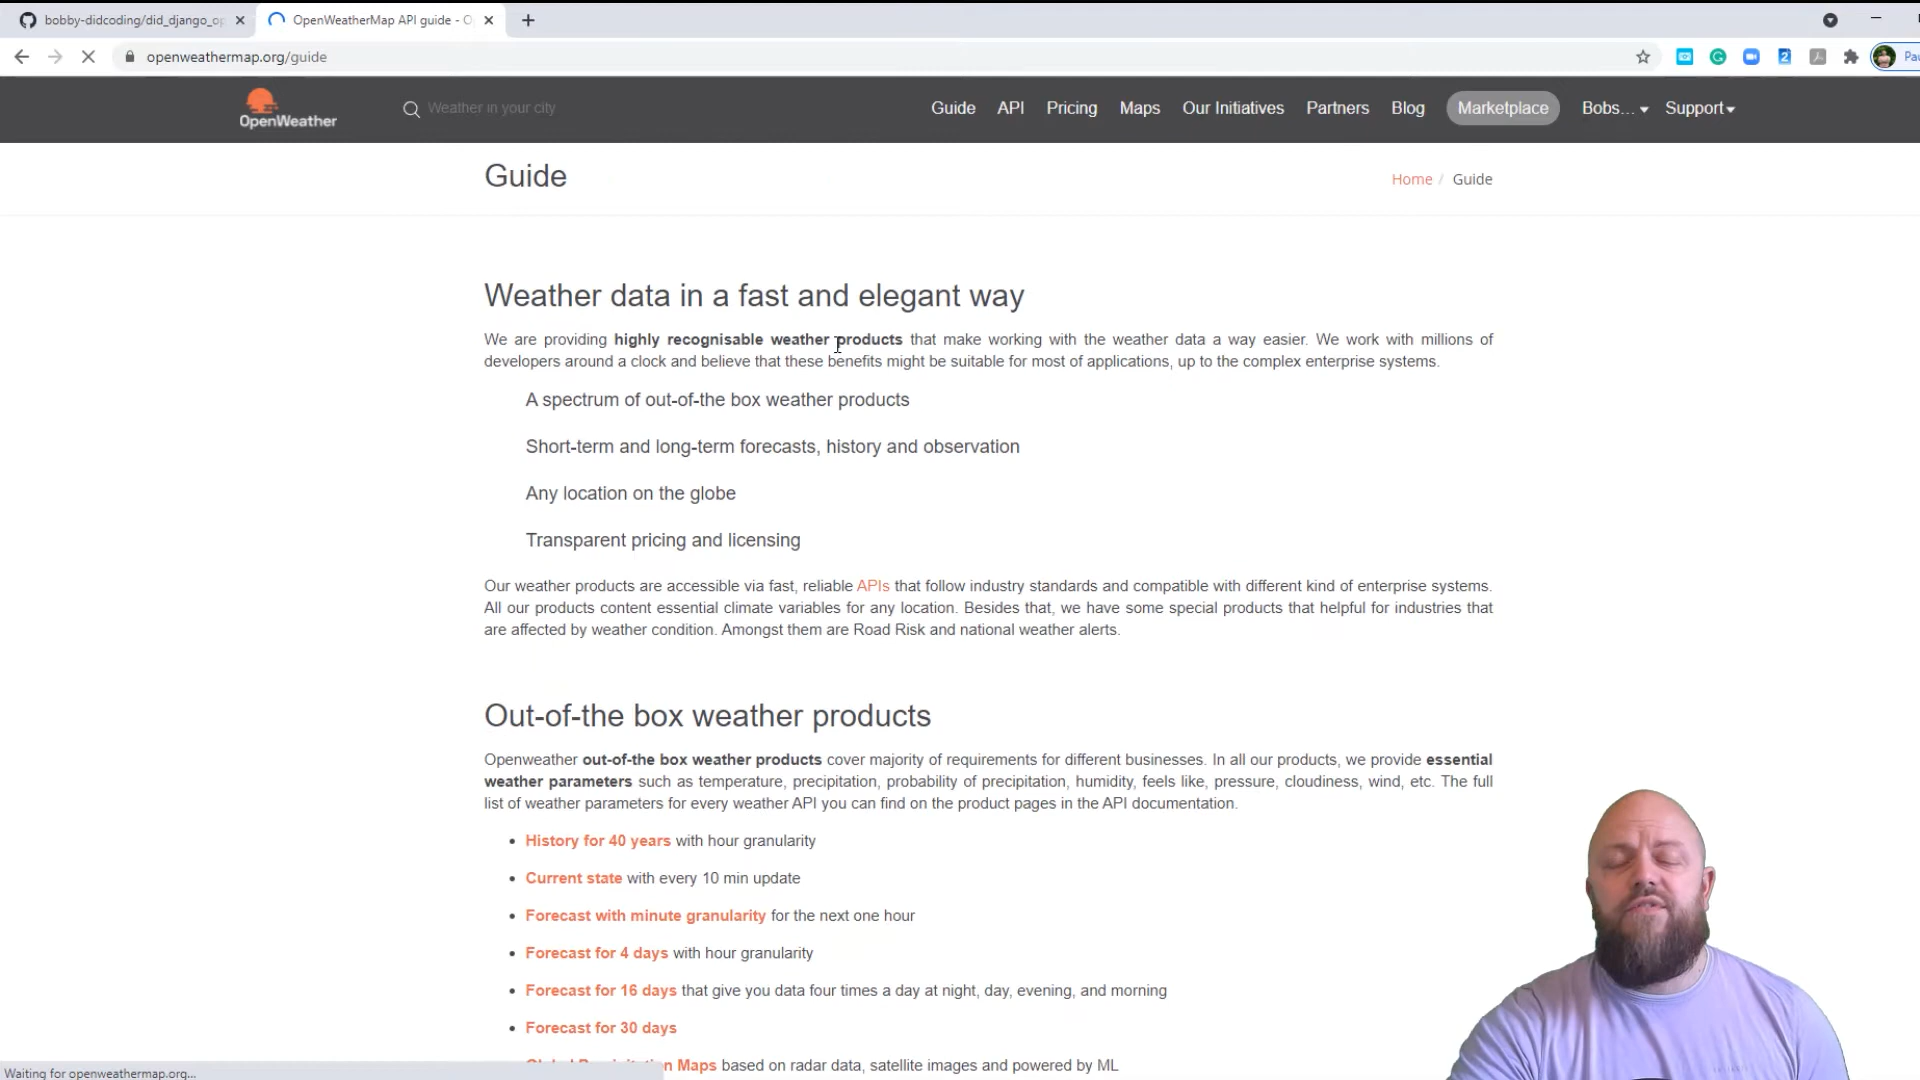 bobby-didcoding/did_django_op
OpenWeatherMap API guide - O
openweathermap.org/guide
Pau
OpenWeather
Weather in your city
Guide
API
Pricing
Maps
Our Initiatives
Partners
Blog
Marketplace
Bobs...
Support
Guide
Home / Guide
Weather data in a fast and elegant way
We are providing highly recognisable weather products that make working with the weather data a way easier. We work with millions of
developers around a clock and believe that these benefits might be suitable for most of applications, up to the complex enterprise systems.
A spectrum of out-of-the box weather products
Short-term and long-term forecasts, history and observation
Any location on the globe
Transparent pricing and licensing
Our weather products are accessible via fast, reliable APIs that follow industry standards and compatible with different kind of enterprise systems.
All our products content essential climate variables for any location. Besides that, we have some special products that helpful for industries that
are affected by weather condition. Amongst them are Road Risk and national weather alerts.
Out-of-the box weather products
Openweather out-of-the box weather products cover majority of requirements for different businesses. In all our products, we provide essential
weather parameters such as temperature, precipitation, probability of precipitation, humidity, feels like, pressure, cloudiness, wind, etc. The full
list of weather parameters for every weather API you can find on the product pages in the API documentation.
• History for 40 years with hour granularity
• Current state with every 10 min update
• Forecast with minute granularity for the next one hour
• Forecast for 4 days with hour granularity
• Forecast for 16 days that give you data four times a day at night, day, evening, and morning
• Forecast for 30 days
Global Precipitation Maps based on radar data, satellite images and powered by ML
Waiting for openweathermap.org...